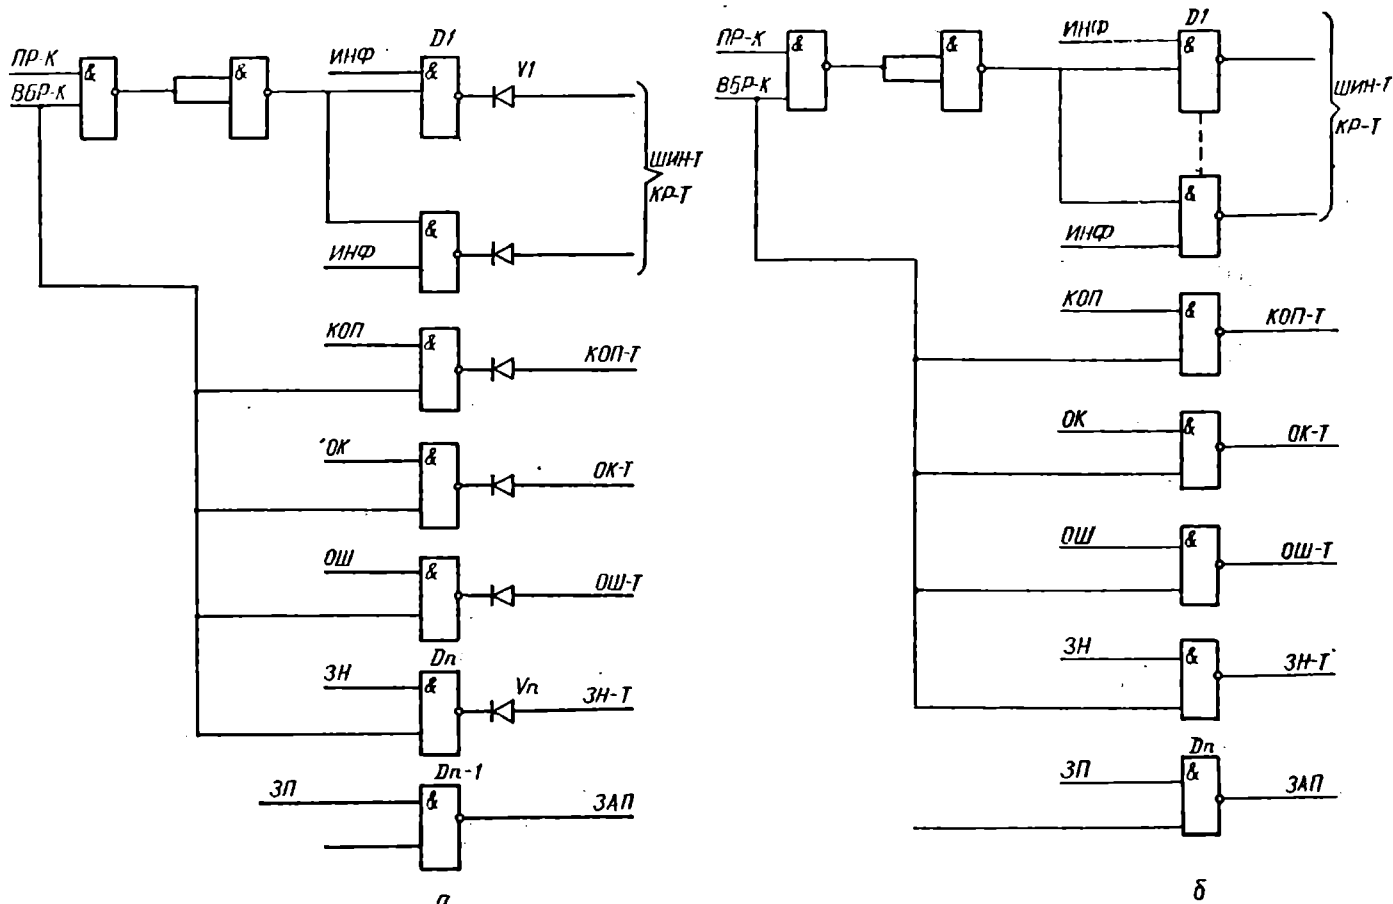 ПР-К
ВБР-К
&
&
ИНФ
D1
&
V1
ШИН-Т
КР-Т
&
ИНФ
КОП
&
КОП-Т
ОК
&
ОК-Т
ОШ
&
ОШ-Т
Dn
ЗН
&
Vn
ЗН-Т
Dn-1
ЗП
&
ЗАП
а
ПР-К
ВБР-К
&
&
ИНФ
D1
&
ШИН-Т
КР-Т
&
ИНФ
КОП
&
КОП-Т
ОК
&
ОК-Т
ОШ
&
ОШ-Т
ЗН
&
ЗН-Т
Dn
ЗП
&
ЗАП
б